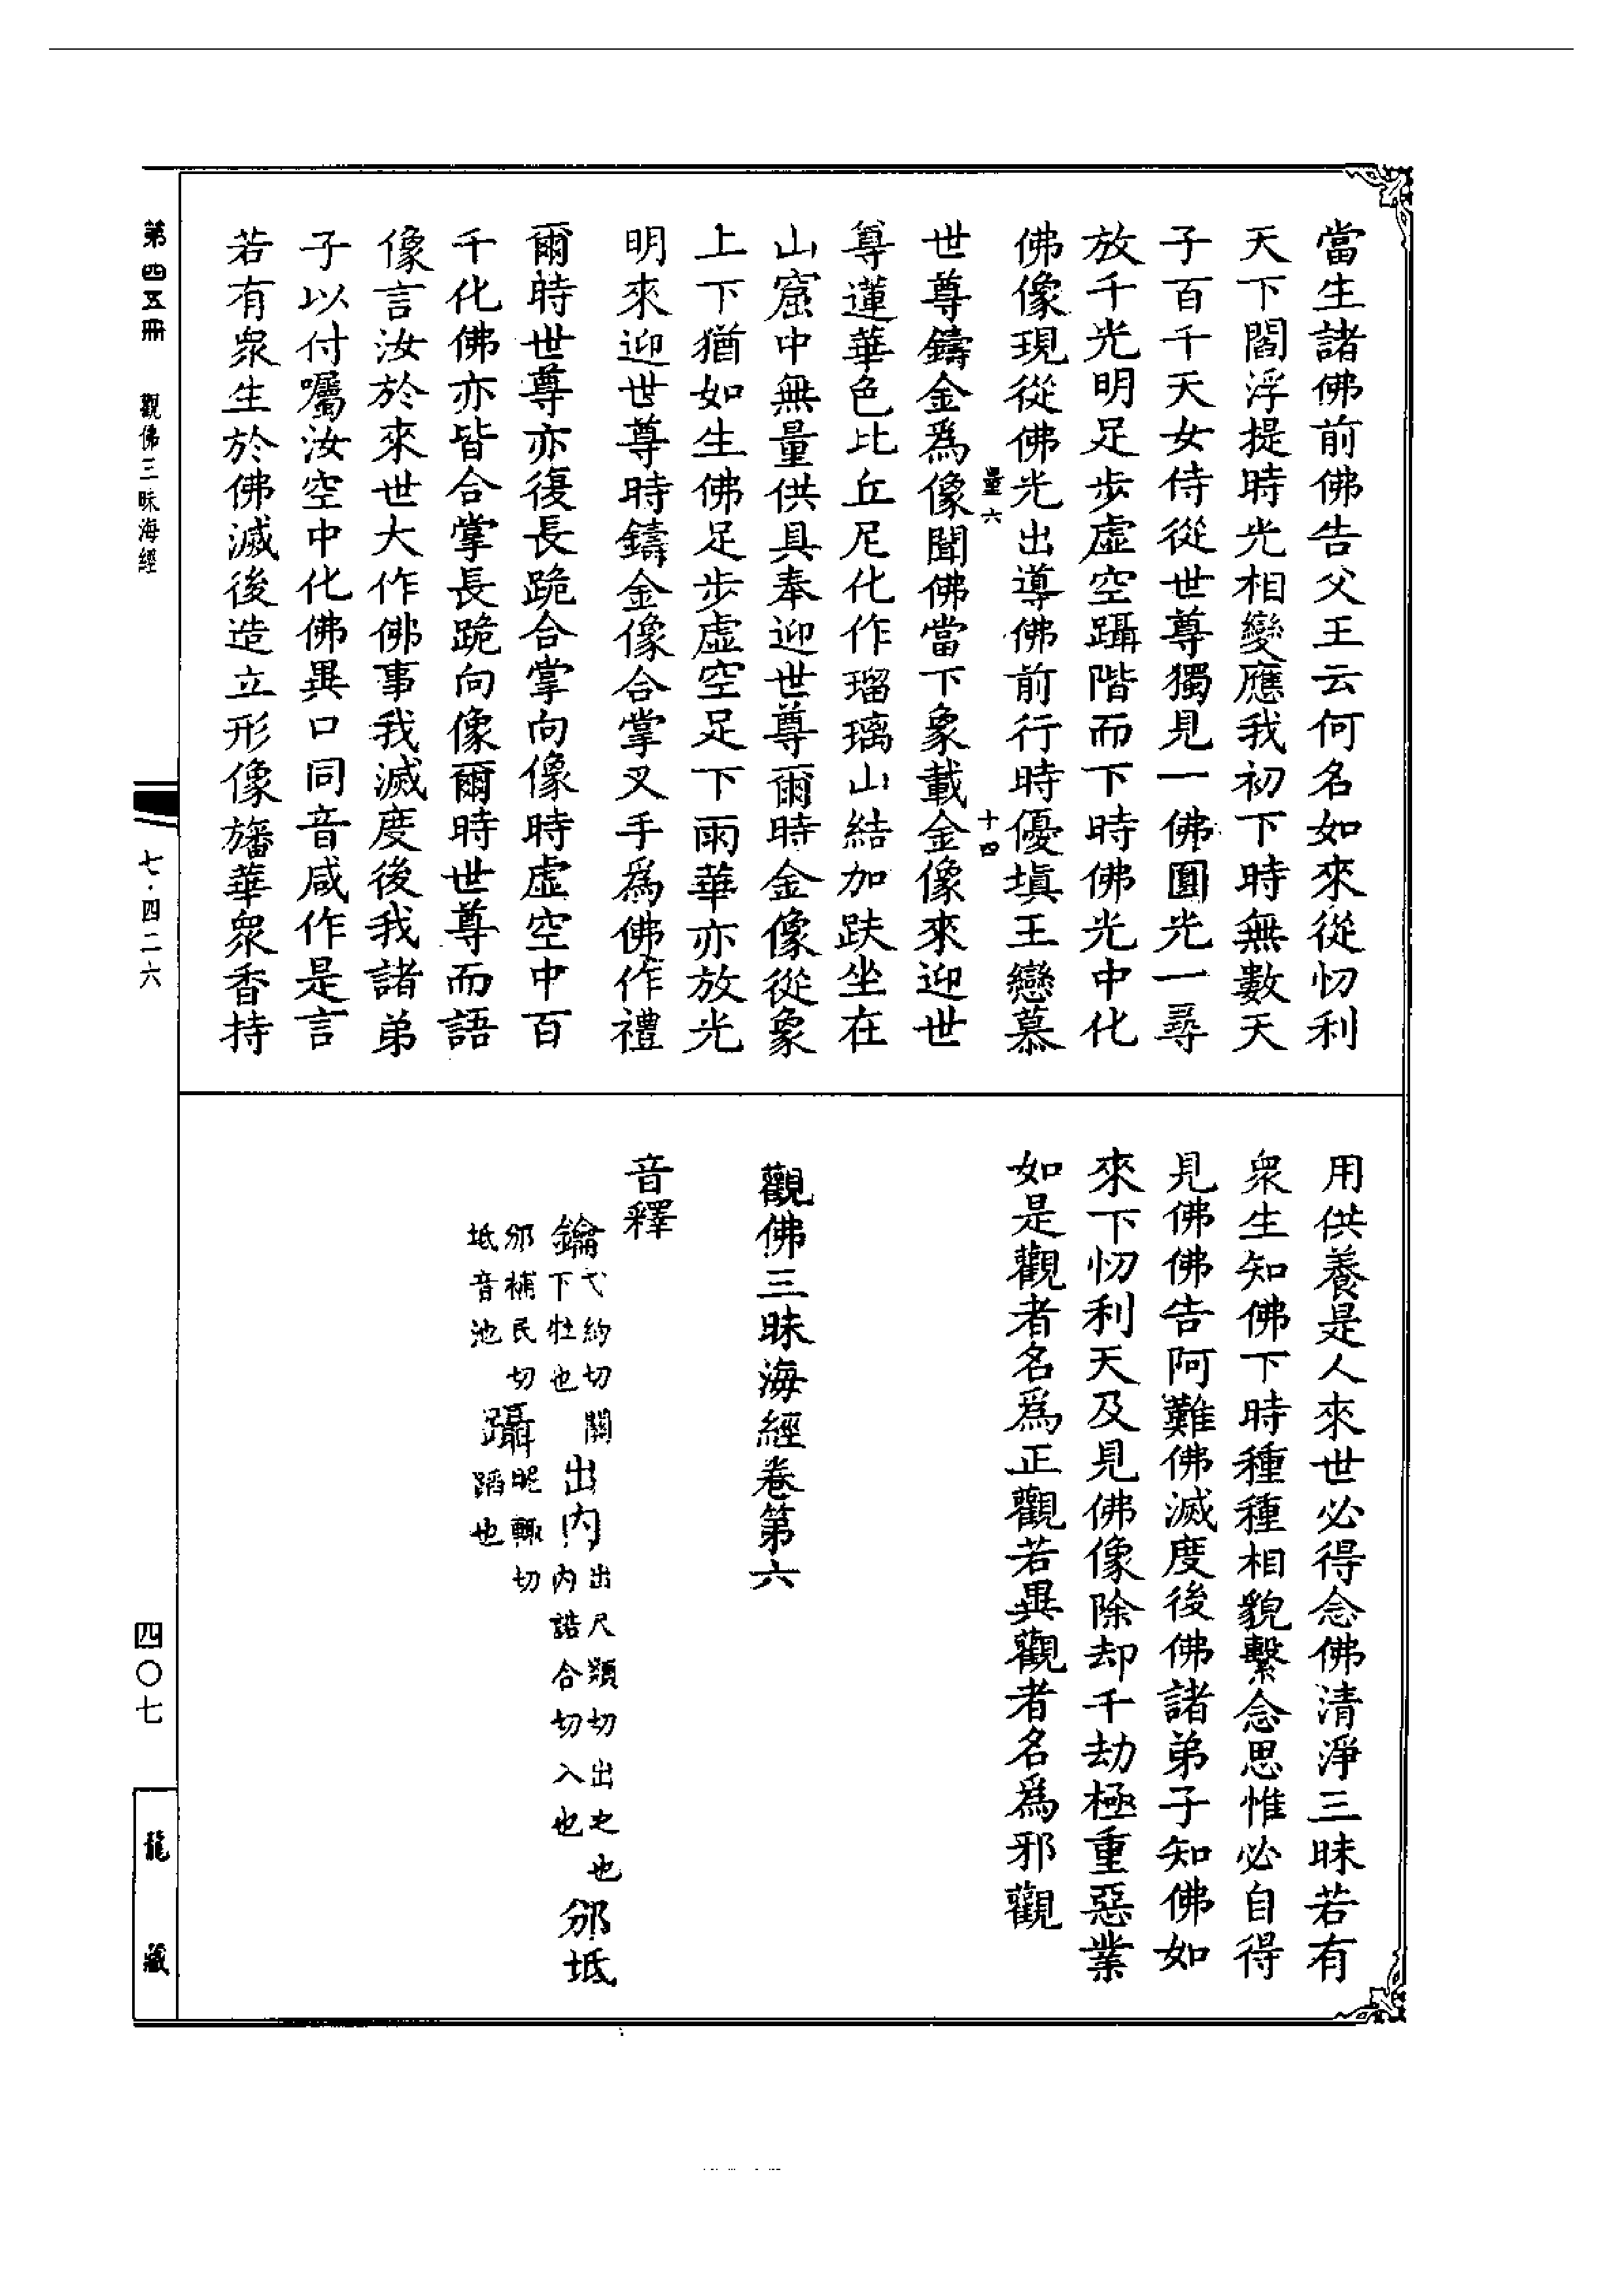 當生諸佛前佛告父王云何名如來從忉利
天下閻浮提時光相變應我初下時無數天
子百千天女侍從世尊獨見一佛圓光一尋
放千光明足步虛空躡階而下時佛光中化
佛像現從佛光出導佛前行時優塡王戀慕
量六
十四
世尊鑄金爲像聞佛當下象載金像來迎世
尊蓮華色比丘尼化作瑠璃山結加趺坐在
山窟中無量供具奉迎世尊爾時金像從象
上下猶如生佛足步虛空足下雨華亦放光
明來迎世尊時鑄金像合掌叉手爲佛作禮
爾時世尊亦復長跪合掌向像時虛空中百
千化佛亦皆合掌長跪向像爾時世尊而語
像言汝於來世大作佛事我滅度後我諸弟
子以付囑汝空中化佛異口同音咸作是言
若有衆生於佛滅後造立形像旛華衆香持
用供養是人來世必得念佛清淨三昧若有
衆生知佛下時種種相貌繫念思惟必自得
見佛佛告阿難佛滅度後佛諸弟子知佛如
來下忉利天及見佛像除却千劫極重惡業
如是觀者名爲正觀若異觀者名爲邪觀
觀佛三昧海經卷第六
音釋
鑰弋約切關下牡也 出內出尺類切出之也內諾合切入也 邠坻
邠補民切坻音池 躡昵輒切蹈也
第四五冊 觀佛三昧海經
七·四二六
四〇七
龍藏